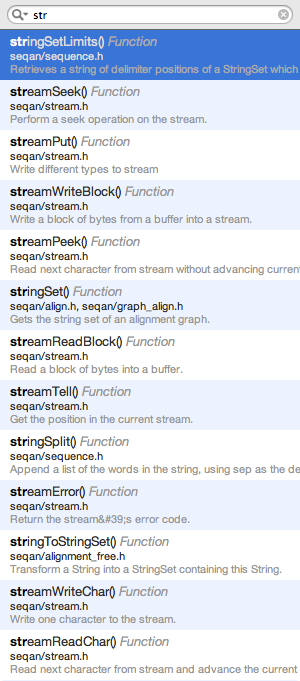 str
stringSetLimits() Function
seqan/sequence.h
Retrieves a string of delimiter positions of a StringSet which
streamSeek() Function
seqan/stream.h
Perform a seek operation on the stream.
streamPut() Function
seqan/stream.h
Write different types to stream
streamWriteBlock() Function
seqan/stream.h
Write a block of bytes from a buffer into a stream.
streamPeek() Function
seqan/stream.h
Read next character from stream without advancing current
stringSet() Function
seqan/align.h, seqan/graph_align.h
Gets the string set of an alignment graph.
streamReadBlock() Function
seqan/stream.h
Read a block of bytes into a buffer.
streamTell() Function
seqan/stream.h
Get the position in the current stream.
stringSplit() Function
seqan/sequence.h
Append a list of the words in the string, using sep as the de
streamError() Function
seqan/stream.h
Return the stream&#39;s error code.
stringToStringSet() Function
seqan/alignment_free.h
Transform a String into a StringSet containing this String.
streamWriteChar() Function
seqan/stream.h
Write one character to the stream.
streamReadChar() Function
seqan/stream.h
Read next character from stream and advance the current